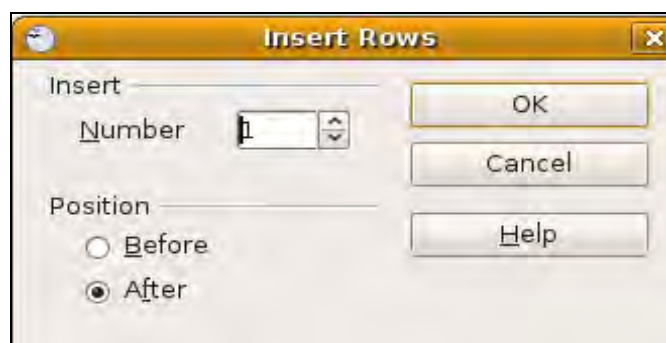 Insert Rows
Insert
OK
Number 1
Cancel
Position
Before
Help
After